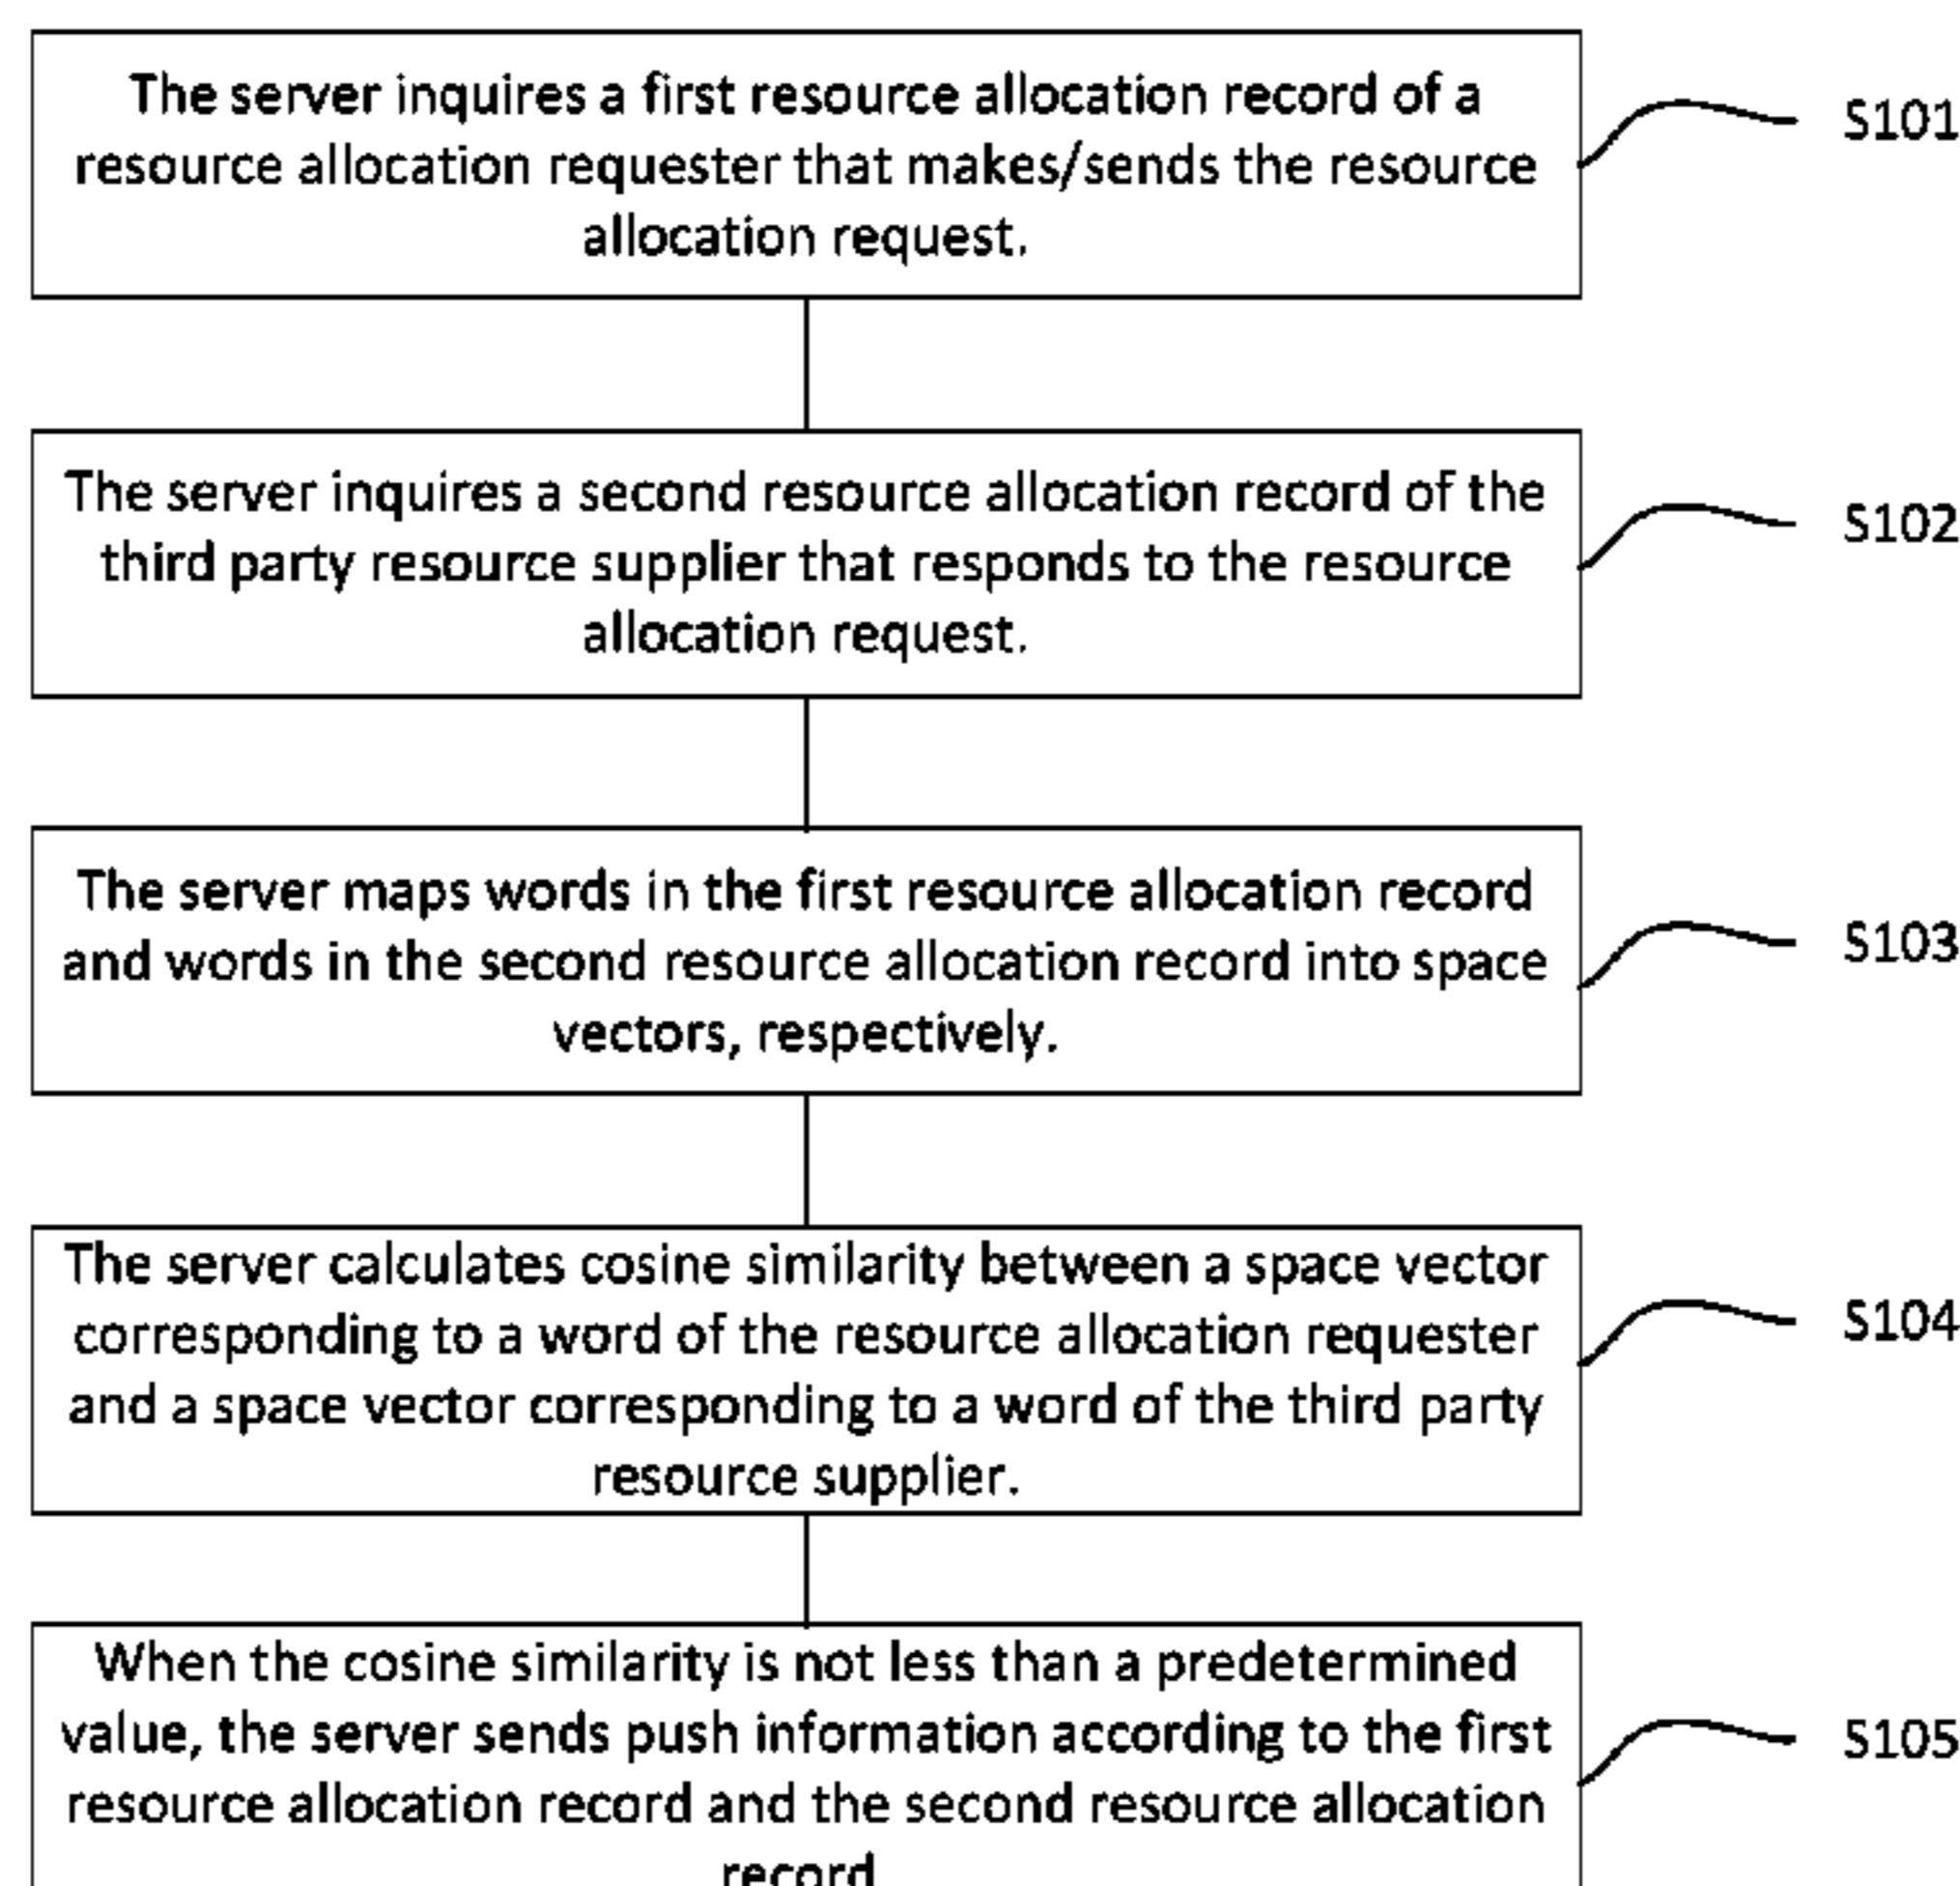 The server inquires a first resource allocation record of a
resource allocation requester that makes/sends the resource
allocation request.
S101
The server inquires a second resource allocation record of the
third party resource supplier that responds to the resource
allocation request.
S102
The server maps words in the first resource allocation record
and words in the second resource allocation record into space
vectors, respectively.
S103
The server calculates cosine similarity between a space vector
corresponding to a word of the resource allocation requester
and a space vector corresponding to a word of the third party
resource supplier.
S104
When the cosine similarity is not less than a predetermined
value, the server sends push information according to the first
resource allocation record and the second resource allocation
record
S105